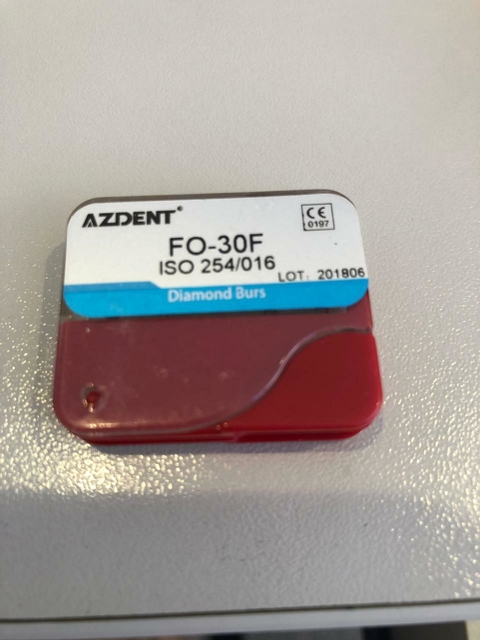 AZDENT®
CE
0197
FO-30F
ISO 254/016
LOT: 201806
Diamond Burs